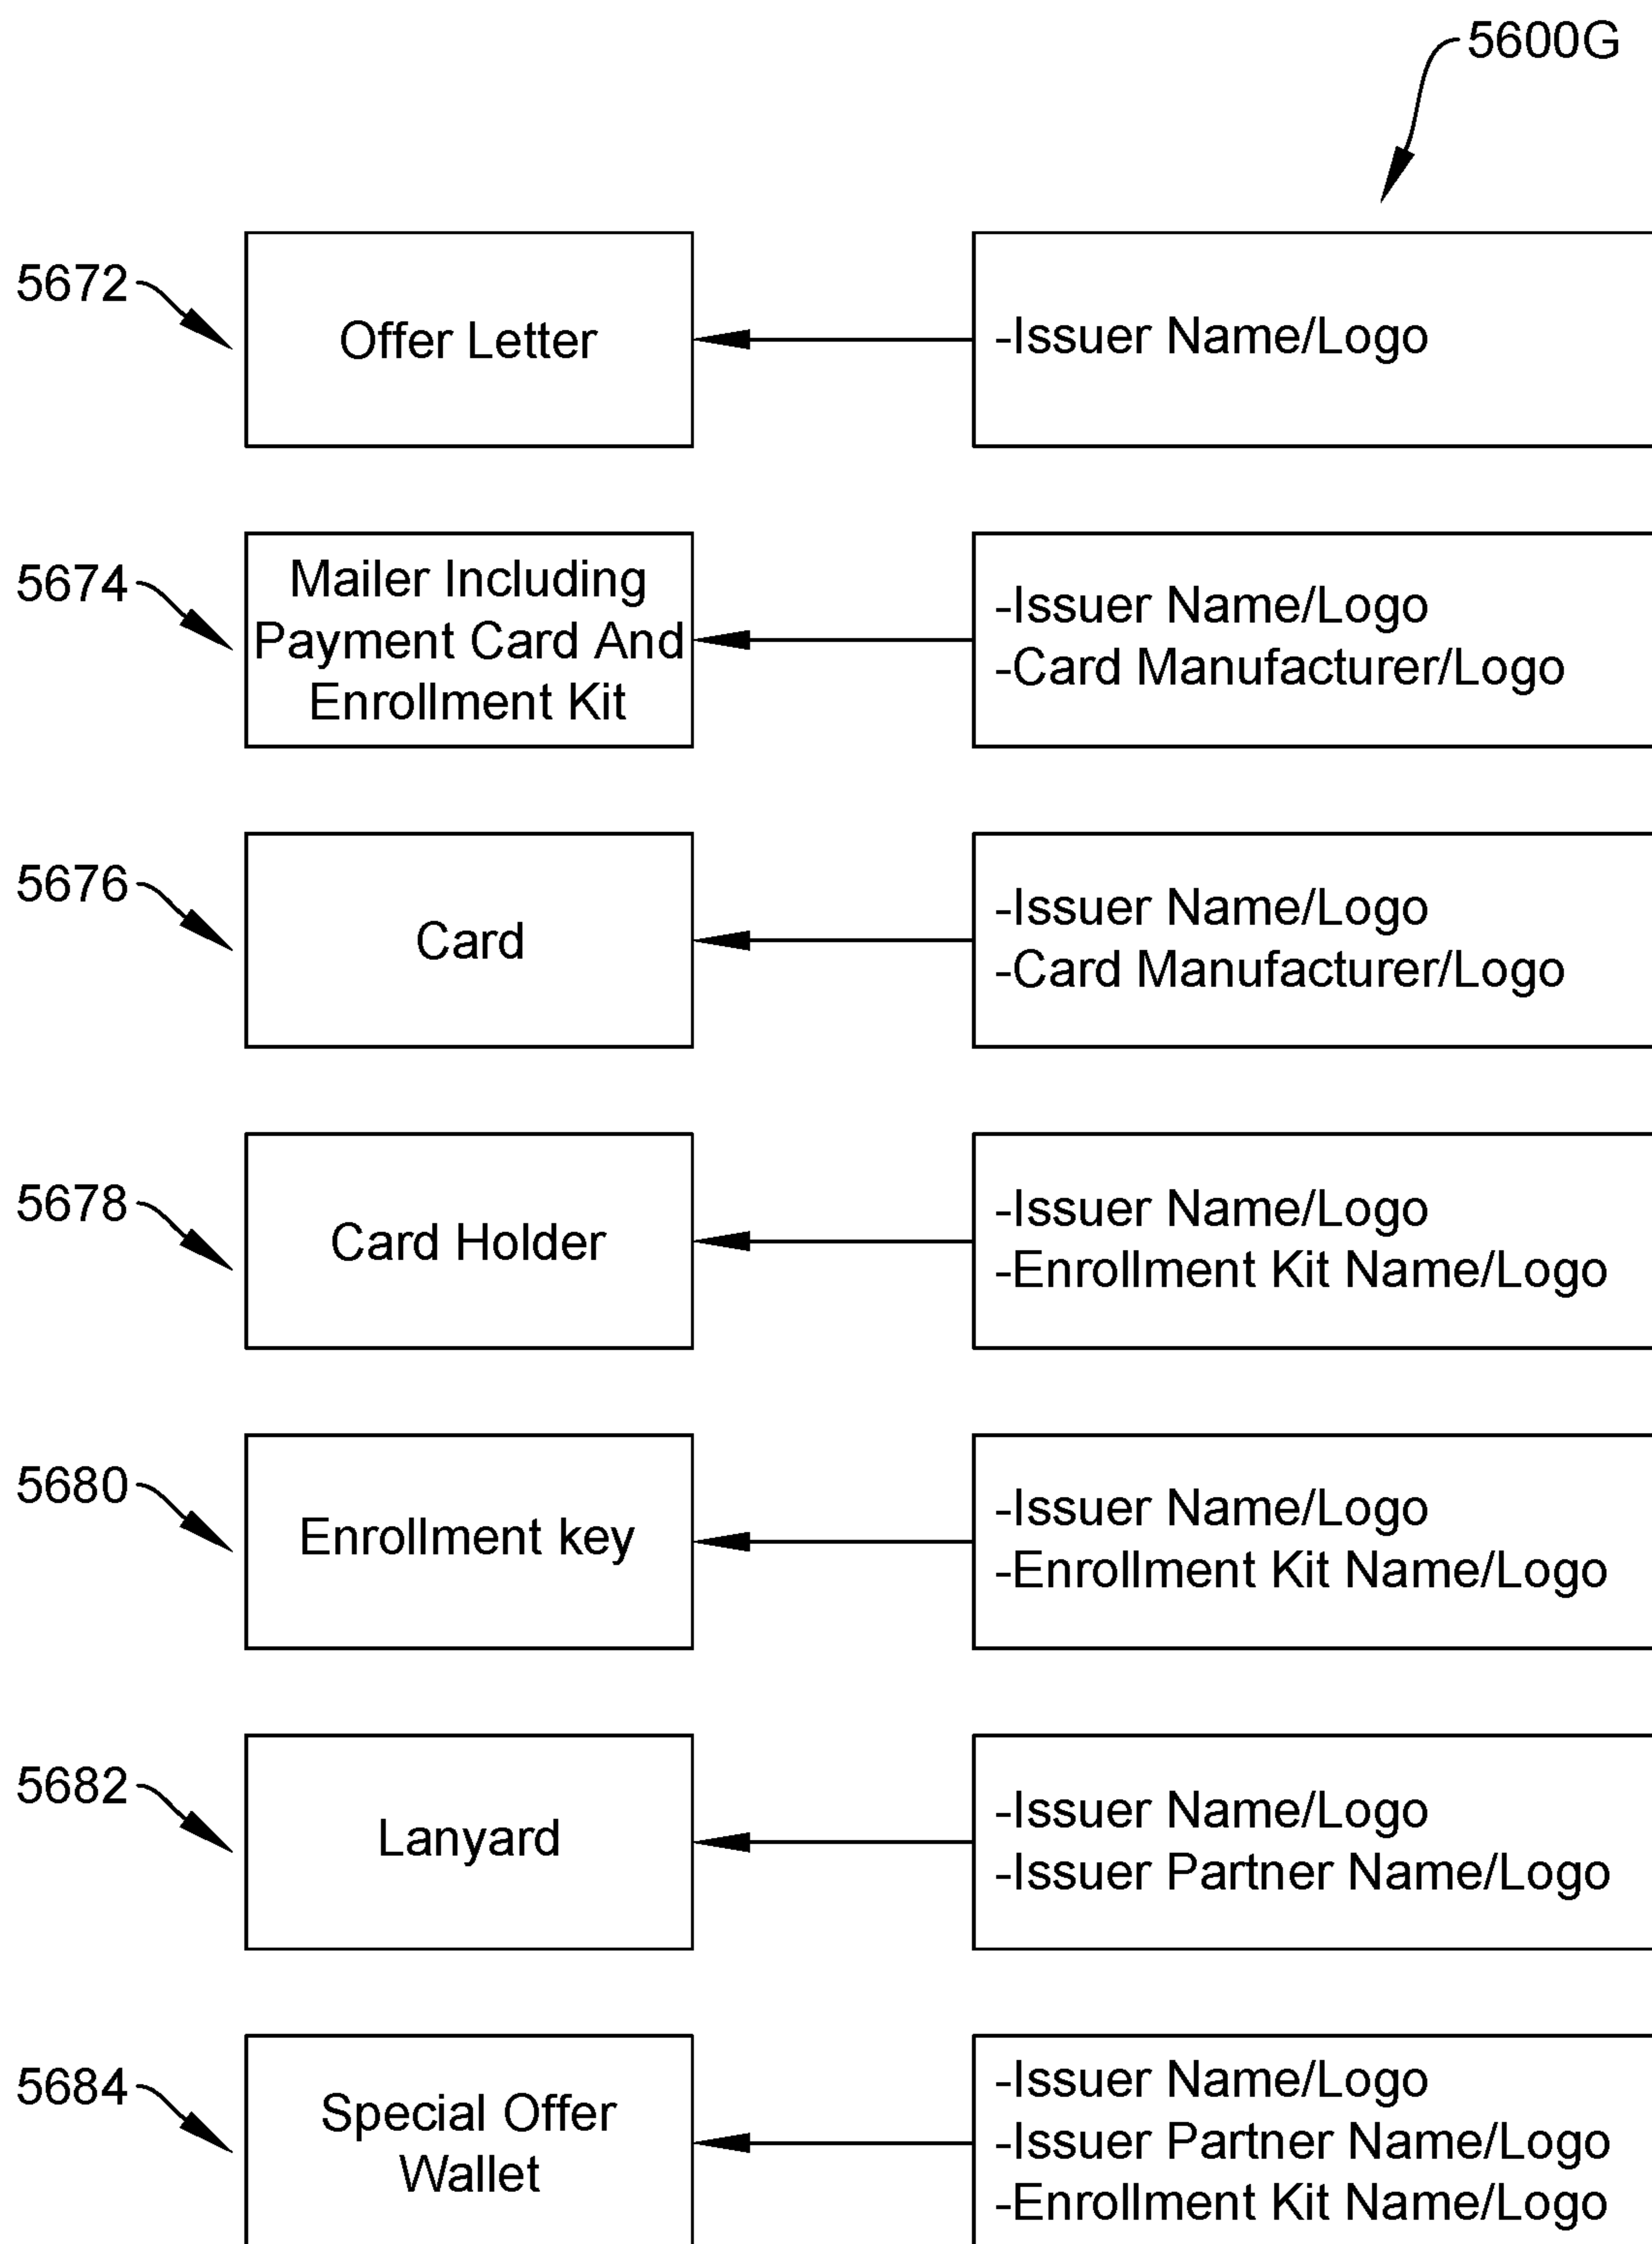 5600G
5672
Offer Letter
-Issuer Name/Logo
5674
Mailer Including
Payment Card And
Enrollment Kit
-Issuer Name/Logo
-Card Manufacturer/Logo
5676
Card
-Issuer Name/Logo
-Card Manufacturer/Logo
5678
Card Holder
-Issuer Name/Logo
-Enrollment Kit Name/Logo
5680
Enrollment key
-Issuer Name/Logo
-Enrollment Kit Name/Logo
5682
Lanyard
-Issuer Name/Logo
-Issuer Partner Name/Logo
5684
Special Offer
Wallet
-Issuer Name/Logo
-Issuer Partner Name/Logo
-Enrollment Kit Name/Logo